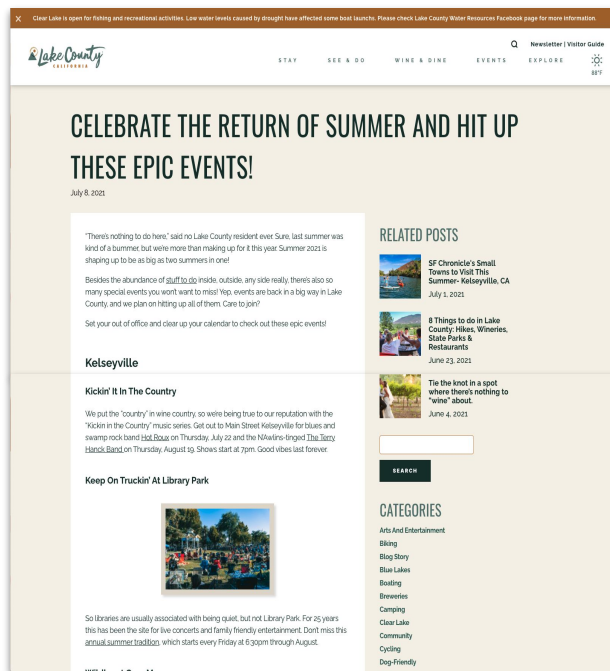 Clear Lake is open for fishing and recreational activities. Low water levels caused by drought have affected some boat launchs. Please check Lake County Water Resources Facebook page for more information.
Newsletter | Visitor Guide
Lake County
CALIFORNIA
STAY SEE & DO WINE & DINE EVENTS EXPLORE
88°F
CELEBRATE THE RETURN OF SUMMER AND HIT UP
THESE EPIC EVENTS!
July 8, 2021
"There's nothing to do here," said no Lake County resident ever. Sure, last summer was
kind of a bummer, but we're more than making up for it this year. Summer 2021 is
shaping up to be as big as two summers in one!
Besides the abundance of stuff to do inside, outside, any side really, there's also so
many special events you won't want to miss! Yep, events are back in a big way in Lake
County, and we plan on hitting up all of them. Care to join?
Set your out of office and clear up your calendar to check out these epic events!
Kelseyville
Kickin' It In The Country
We put the "country" in wine country, so we're being true to our reputation with the
"Kickin in the Country" music series. Get out to Main Street Kelseyville for blues and
swamp rock band Hot Roux on Thursday, July 22 and the N'Awlins-tinged The Terry
Hanck Band on Thursday, August 19. Shows start at 7pm. Good vibes last forever.
Keep On Truckin' At Library Park
So libraries are usually associated with being quiet, but not Library Park. For 25 years
this has been the site for live concerts and family friendly entertainment. Don't miss this
annual summer tradition, which starts every Friday at 6:30pm through August.
RELATED POSTS
SF Chronicle's Small
Towns to Visit This
Summer- Kelseyville, CA
July 1, 2021
8 Things to do in Lake
County: Hikes, Wineries,
State Parks &
Restaurants
June 23, 2021
Tie the knot in a spot
where there's nothing to
"wine" about.
June 4, 2021
SEARCH
CATEGORIES
Arts And Entertainment
Biking
Blog Story
Blue Lakes
Boating
Breweries
Camping
Clear Lake
Community
Cycling
Dog-Friendly